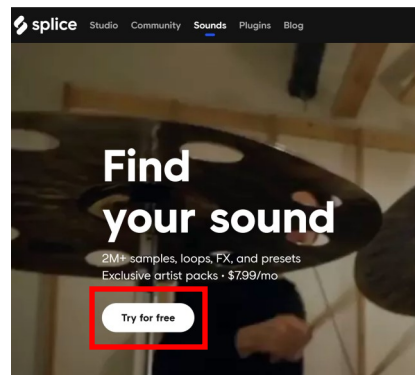 splice Studio Community Sounds Plugins Blog
Find
your sound
2M+ samples, loops, FX, and presets
Exclusive artist packs • $7.99/mo
Try for free